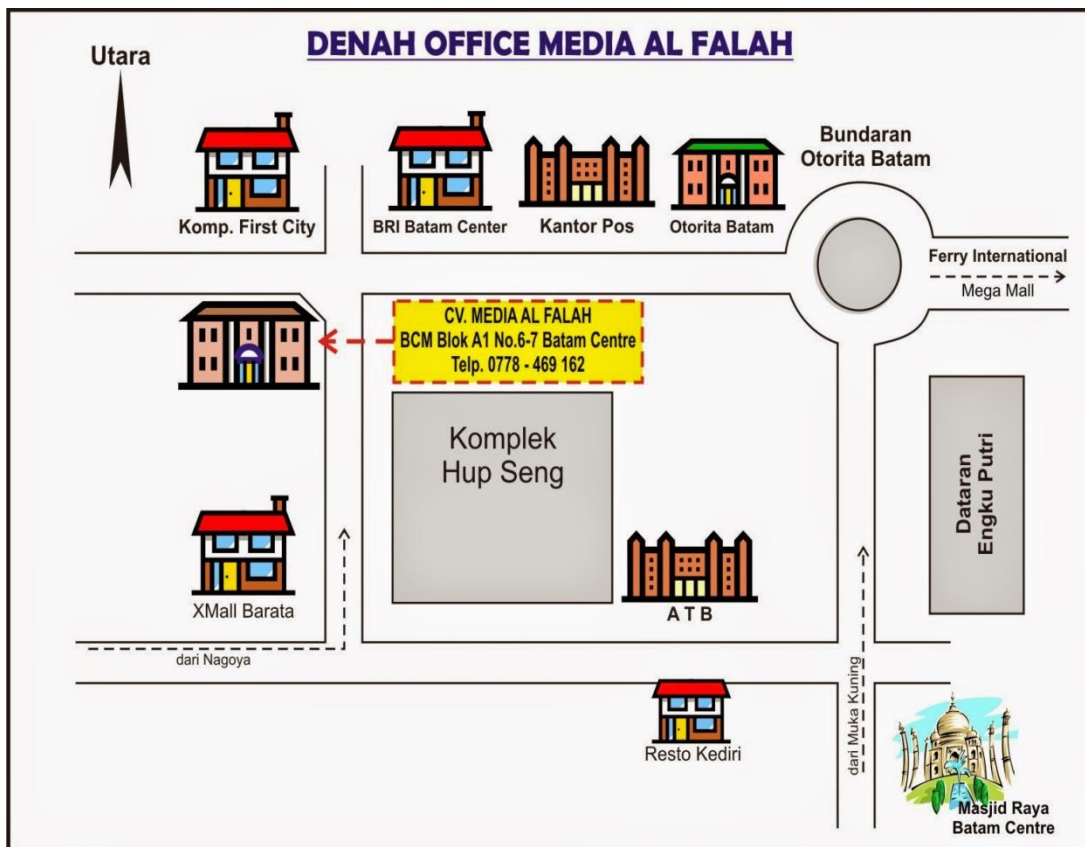 DENAH OFFICE MEDIA AL FALAH
Utara
Bundaran
Otorita Batam
Komp. First City
BRI Batam Center
Kantor Pos
Otorita Batam
Ferry International
Mega Mall
CV. MEDIA AL FALAH
BCM Blok A1 No.6-7 Batam Centre
Telp. 0778 - 469 162
Komplek
Hup Seng
Dataran
Engku Putri
XMall Barata
A T B
dari Nagoya
dari Muka Kuning
Resto Kediri
Masjid Raya
Batam Centre